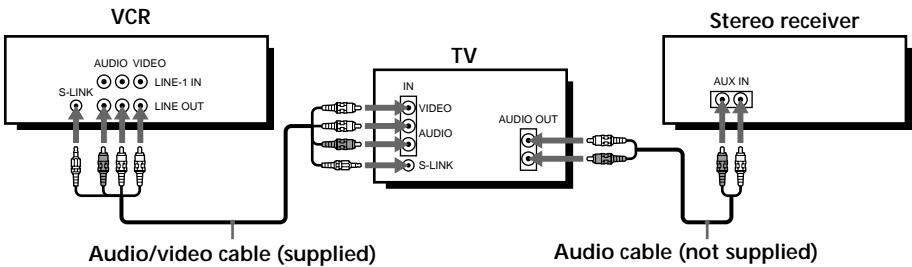 VCR
AUDIO VIDEO
LINE-1 IN
S-LINK
LINE OUT
TV
IN
VIDEO
AUDIO
S-LINK
AUDIO OUT
Stereo receiver
AUX IN
Audio/video cable (supplied)
Audio cable (not supplied)